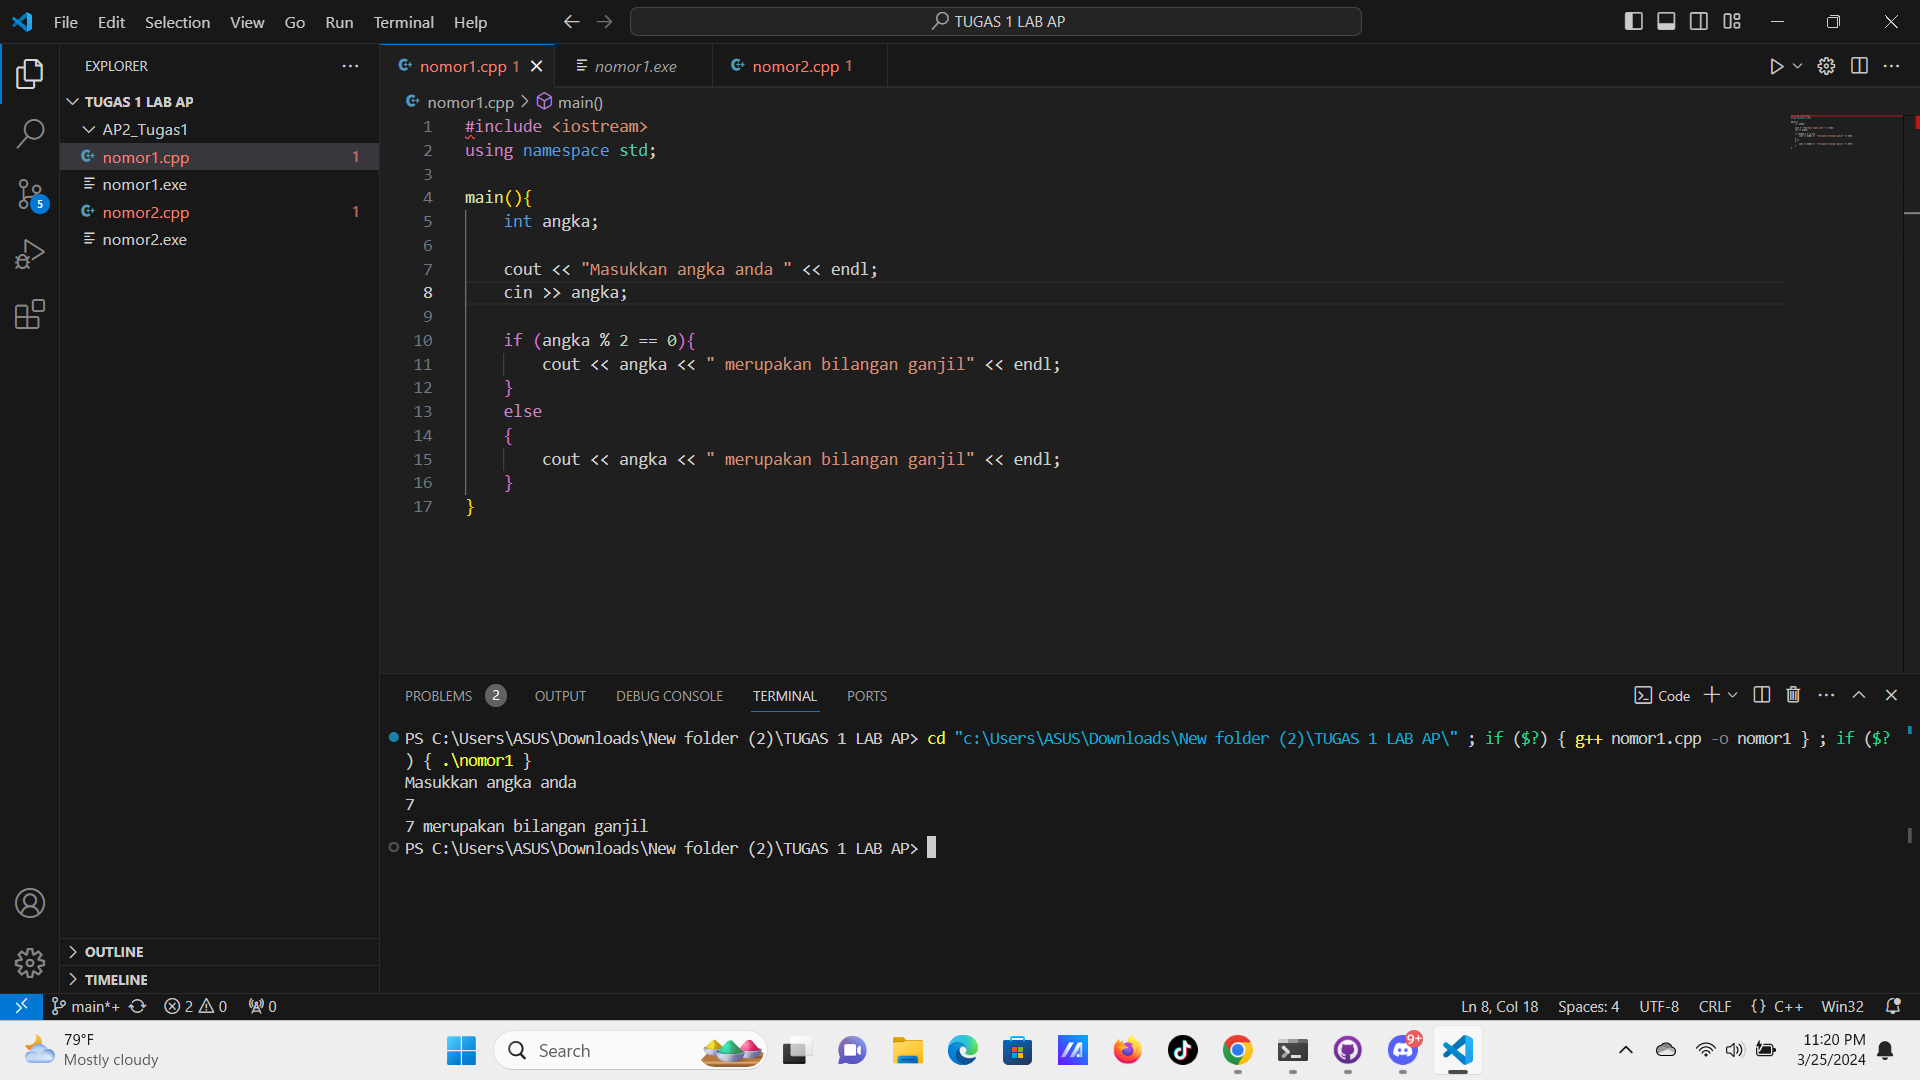 File Edit Selection View Go Run Terminal Help
TUGAS 1 LAB AP
EXPLORER
TUGAS 1 LAB AP
AP2_Tugas1
nomor1.cpp 1
nomor1.exe
nomor2.cpp 1
nomor2.exe
OUTLINE
TIMELINE
5
nomor1.cpp 1 nomor1.exe nomor2.cpp 1
nomor1.cpp > main()
1 #include <iostream>
2 using namespace std;
3
4 main(){
5 int angka;
6
7 cout << "Masukkan angka anda " << endl;
8 cin >> angka;
9
10 if (angka % 2 == 0){
11 cout << angka << " merupakan bilangan ganjil" << endl;
12 }
13 else
14 {
15 cout << angka << " merupakan bilangan ganjil" << endl;
16 }
17 }
PROBLEMS 2 OUTPUT DEBUG CONSOLE TERMINAL PORTS
Code
PS C:\Users\ASUS\Downloads\New folder (2)\TUGAS 1 LAB AP> cd "c:\Users\ASUS\Downloads\New folder (2)\TUGAS 1 LAB AP\" ; if ($?) { g++ nomor1.cpp -o nomor1 } ; if ($?
) { .\nomor1 }
Masukkan angka anda
7
7 merupakan bilangan ganjil
PS C:\Users\ASUS\Downloads\New folder (2)\TUGAS 1 LAB AP>
main*+ 2 0 0
Ln 8, Col 18 Spaces: 4 UTF-8 CRLF {} C++ Win32
79°F
Mostly cloudy
Search
9+
11:20 PM
3/25/2024